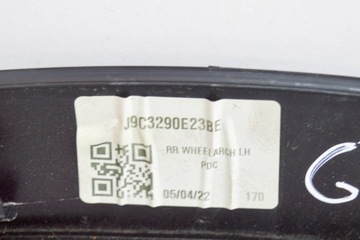 J9C3290E23BE
RR WHEELARCH LH
PDC
05/04/22 170
G